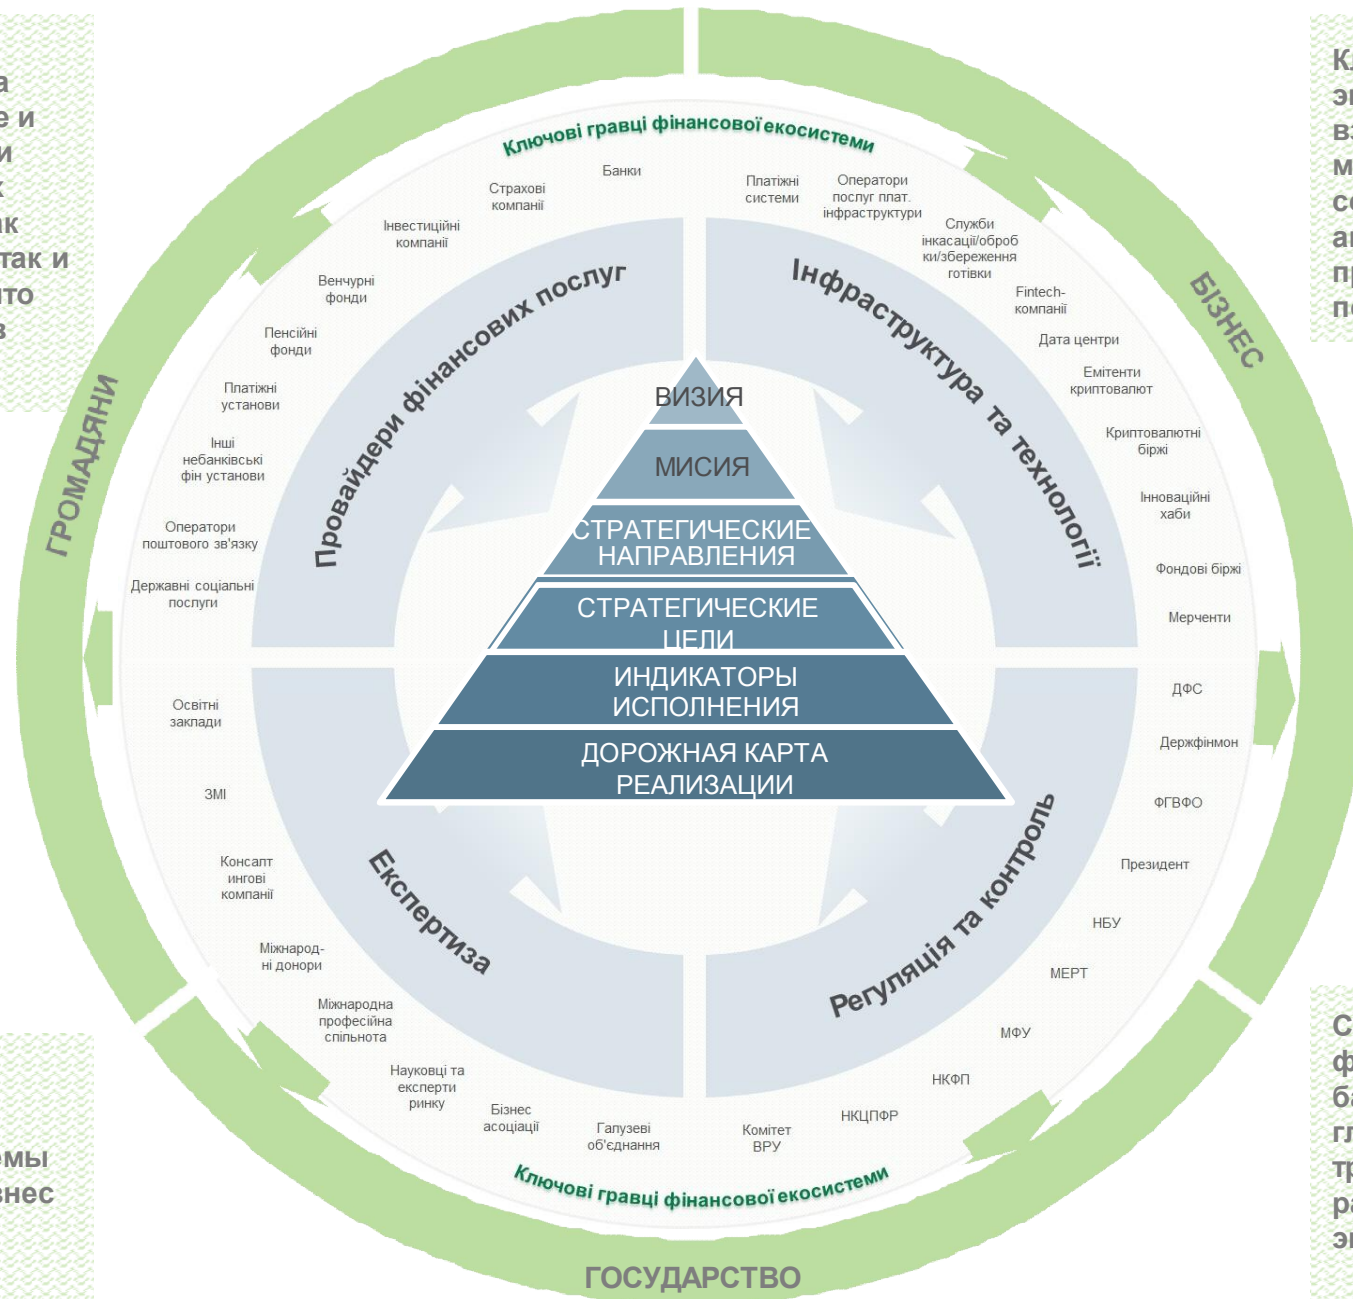 Ключові гравці фінансової екосистеми
Банки
Страхові
компанії
Інвестиційні
компанії
Венчурні
фонди
Пенсійні
фонди
Платіжні
установи
Інші
небанківські
фін установи
Оператори
поштового зв'язку
Державні соціальні
послуги
Платіжні
системи
Оператори
послуг плат.
інфраструктури
Служби
інкасації/оброб
ки/збереження
готівки
Fintech-
компанії
Дата центри
Емітенти
криптовалют
Криптовалютні
біржі
Інноваційні
хаби
Фондові біржі
Мерченти
Провайдери фінансових послуг
Інфраструктура та технології
ГРОМАДЯНИ
БІЗНЕС
ВИЗИЯ
МИСИЯ
СТРАТЕГИЧЕСКИЕ
НАПРАВЛЕНИЯ
СТРАТЕГИЧЕСКИЕ
ЦЕЛИ
ИНДИКАТОРЫ
ИСПОЛНЕНИЯ
ДОРОЖНАЯ КАРТА
РЕАЛИЗАЦИИ
Експертиза
Регуляція та контроль
Освітні
заклади
ЗМІ
Консалт
ингові
компанії
Міжнарод-
ні донори
Міжнародна
професійна
спільнота
Науковці та
експерти
ринку
Бізнес
асоціації
Галузеві
об'єднання
ДФС
Держфінмон
ФГВФО
Президент
НБУ
МЕРТ
МФУ
НКФП
НКЦПФР
Комітет
ВРУ
Ключові гравці фінансової екосистеми
ГОСУДАРСТВО